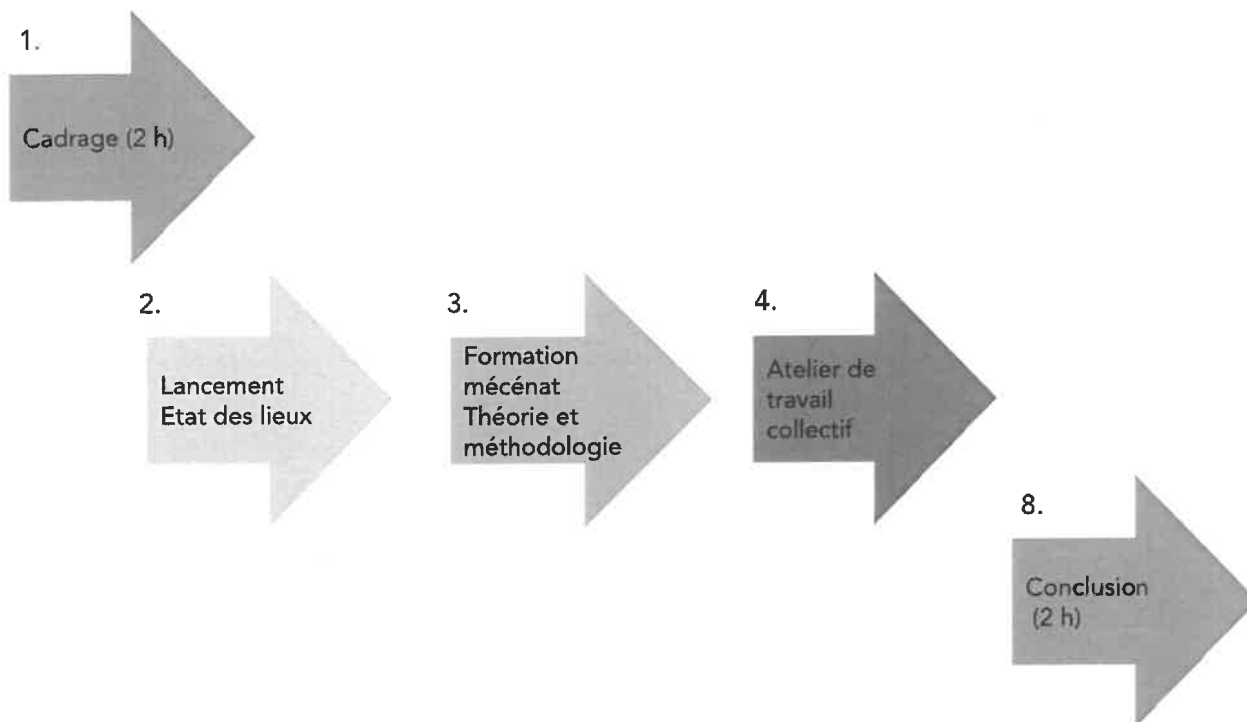 1.
Cadrage (2 h)
2.
Lancement
Etat des lieux
3.
Formation
mécénat
Théorie et
méthodologie
4.
Atelier de
travail
collectif
8.
Conclusion
(2 h)